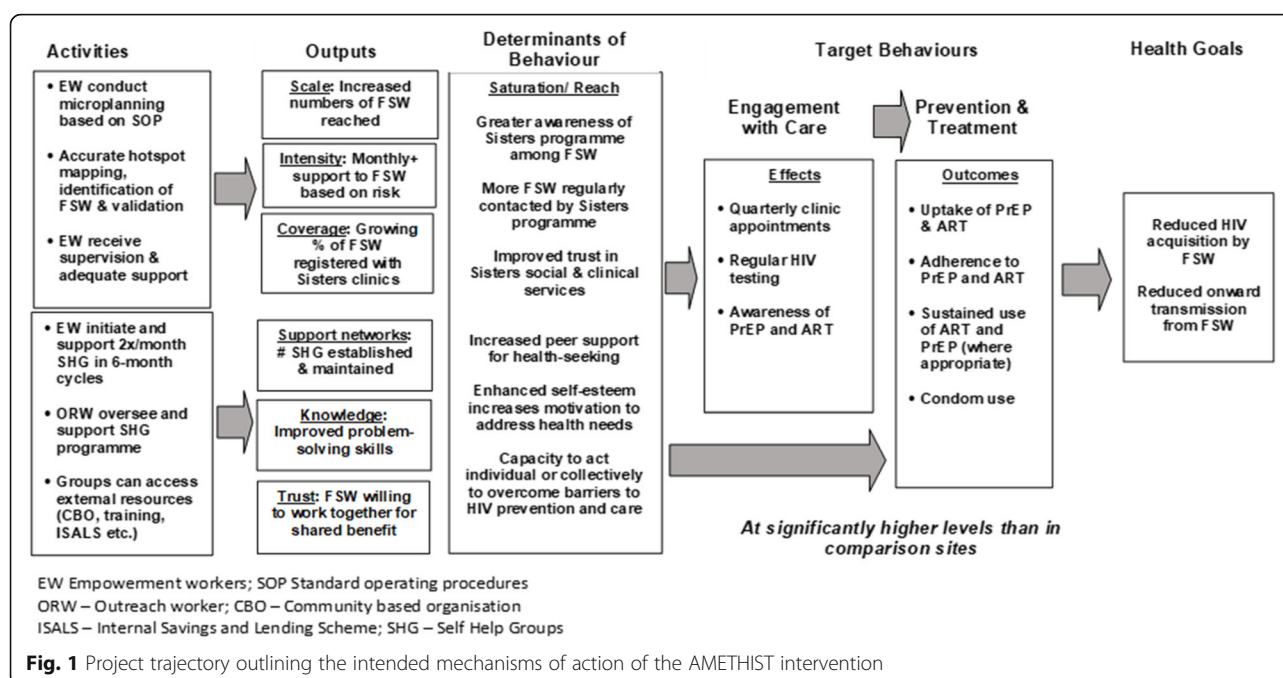 Activities
• EW conduct
microplanning
based on SOP
• Accurate hotspot
mapping,
identification of
FSW & validation
• EW receive
supervision &
adequate support
• EW initiate and
support 2x/month
SHG in 6-month
cycles
• ORW oversee and
support SHG
programme
• Groups can access
external resources
(CBO, training,
ISALS etc.)
Outputs
Scale: Increased
numbers of FSW
reached
Intensity: Monthly+
support to FSW
based on risk
Coverage: Growing
% of FSW
registered with
Sisters clinics
Support networks:
# SHG established
& maintained
Knowledge:
Improved problem-
solving skills
Trust: FSW willing
to work together for
shared benefit
Determinants of
Behaviour
Saturation/ Reach
Greater awareness of
Sisters programme
among FSW
More FSW regularly
contacted by Sisters
programme
Improved trust in
Sisters social & clinical
services
Increased peer support
for health-seeking
Enhanced self-esteem
increases motivation to
address health needs
Capacity to act
individual or collectively
to overcome barriers to
HIV prevention and care
Target Behaviours
Engagement
with Care
Effects
• Quarterly clinic
appointments
• Regular HIV
testing
• Awareness of
PrEP and ART
Prevention &
Treatment
Outcomes
• Uptake of PrEP
& ART
• Adherence to
PrEP and ART
• Sustained use
of ART and
PrEP (where
appropriate)
• Condom use
At significantly higher levels than in
comparison sites
Health Goals
Reduced HIV
acquisition by
FSW
Reduced onward
transmission
from FSW
EW Empowerment workers; SOP Standard operating procedures
ORW – Outreach worker; CBO – Community based organisation
ISALS – Internal Savings and Lending Scheme; SHG – Self Help Groups
Fig. 1 Project trajectory outlining the intended mechanisms of action of the AMETHIST intervention